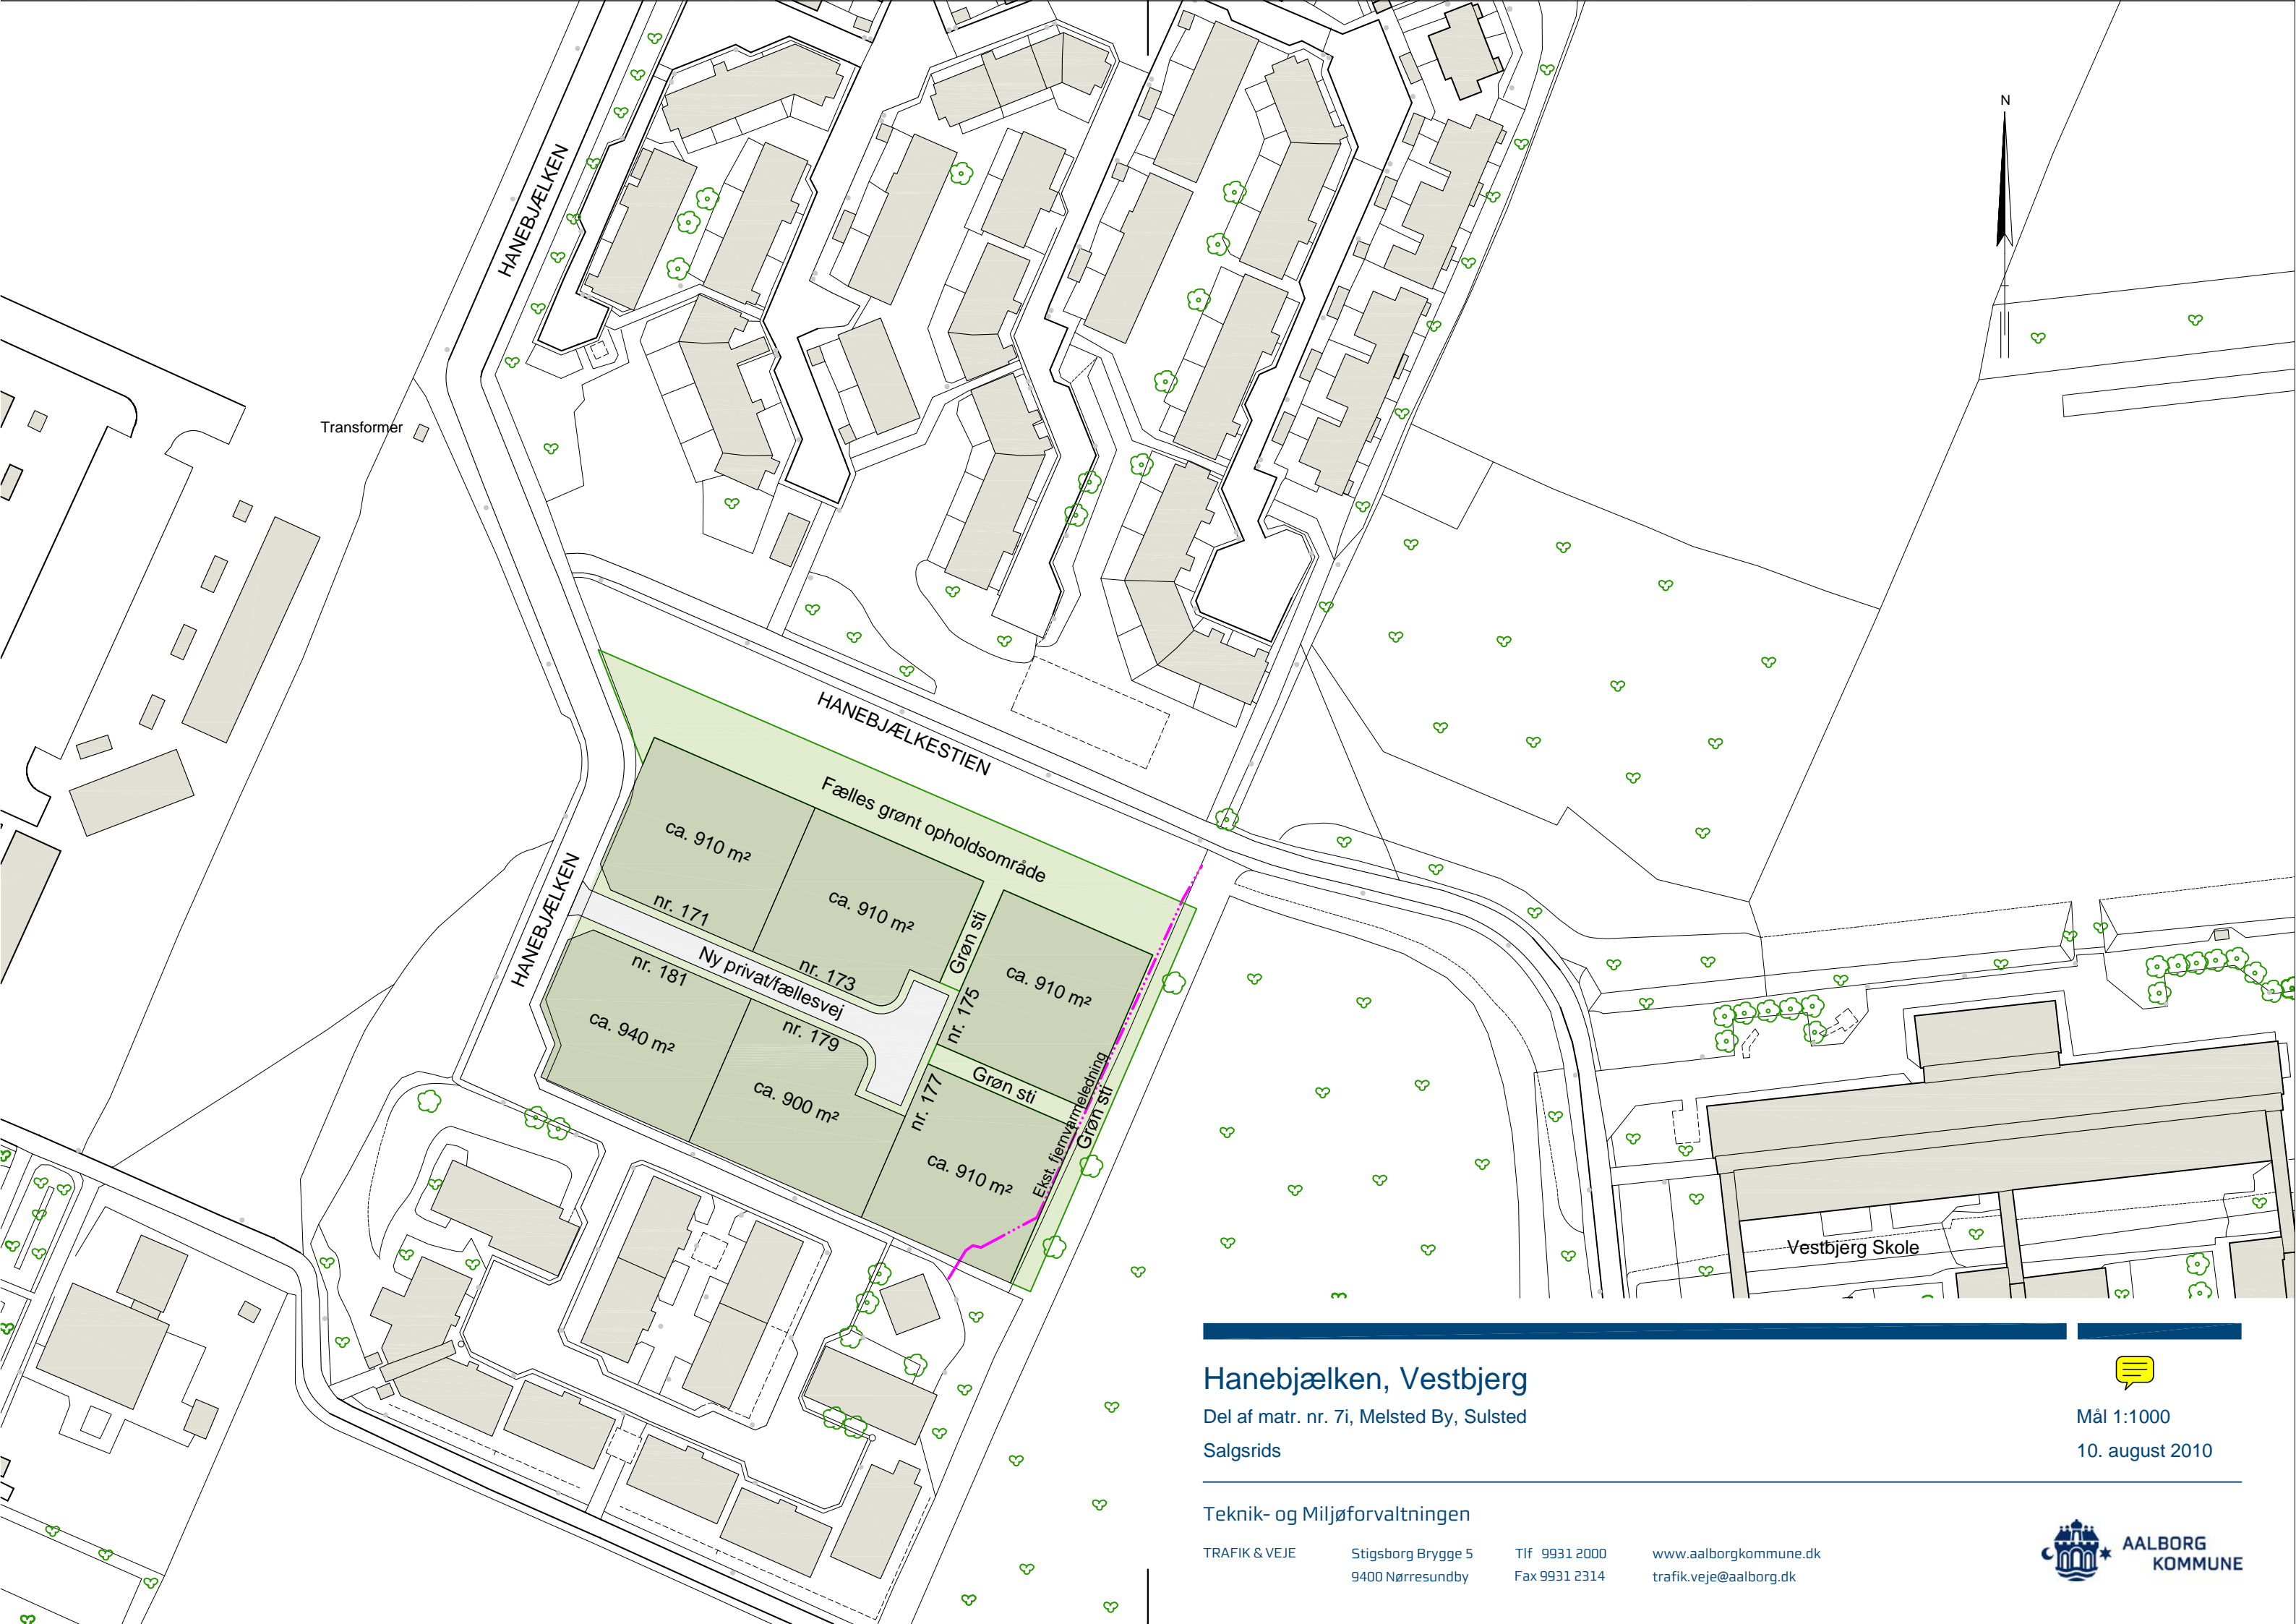 N
HANEBJÆLKEN
Transformer
HANEBJÆLKESTIEN
Fælles grønt opholdsområde
ca. 910 m²
ca. 910 m²
nr. 171
HANEBJÆLKEN
Grøn sti
ca. 910 m²
Ny privat/fællesvej
nr. 173
nr. 181
nr. 175
ca. 940 m²
nr. 179
Grøn sti
ca. 900 m²
nr. 177
Ekst. fjernvarmeledning
Grøn sti
ca. 910 m²
Vestbjerg Skole
Hanebjælken, Vestbjerg
Del af matr. nr. 7i, Melsted By, Sulsted
Mål 1:1000
Salgsrids
10. august 2010
Teknik- og Miljøforvaltningen
TRAFIK & VEJE
Stigsborg Brygge 5
9400 Nørresundby
Tlf 9931 2000
Fax 9931 2314
www.aalborgkommune.dk
trafik.veje@aalborg.dk
AALBORG
KOMMUNE